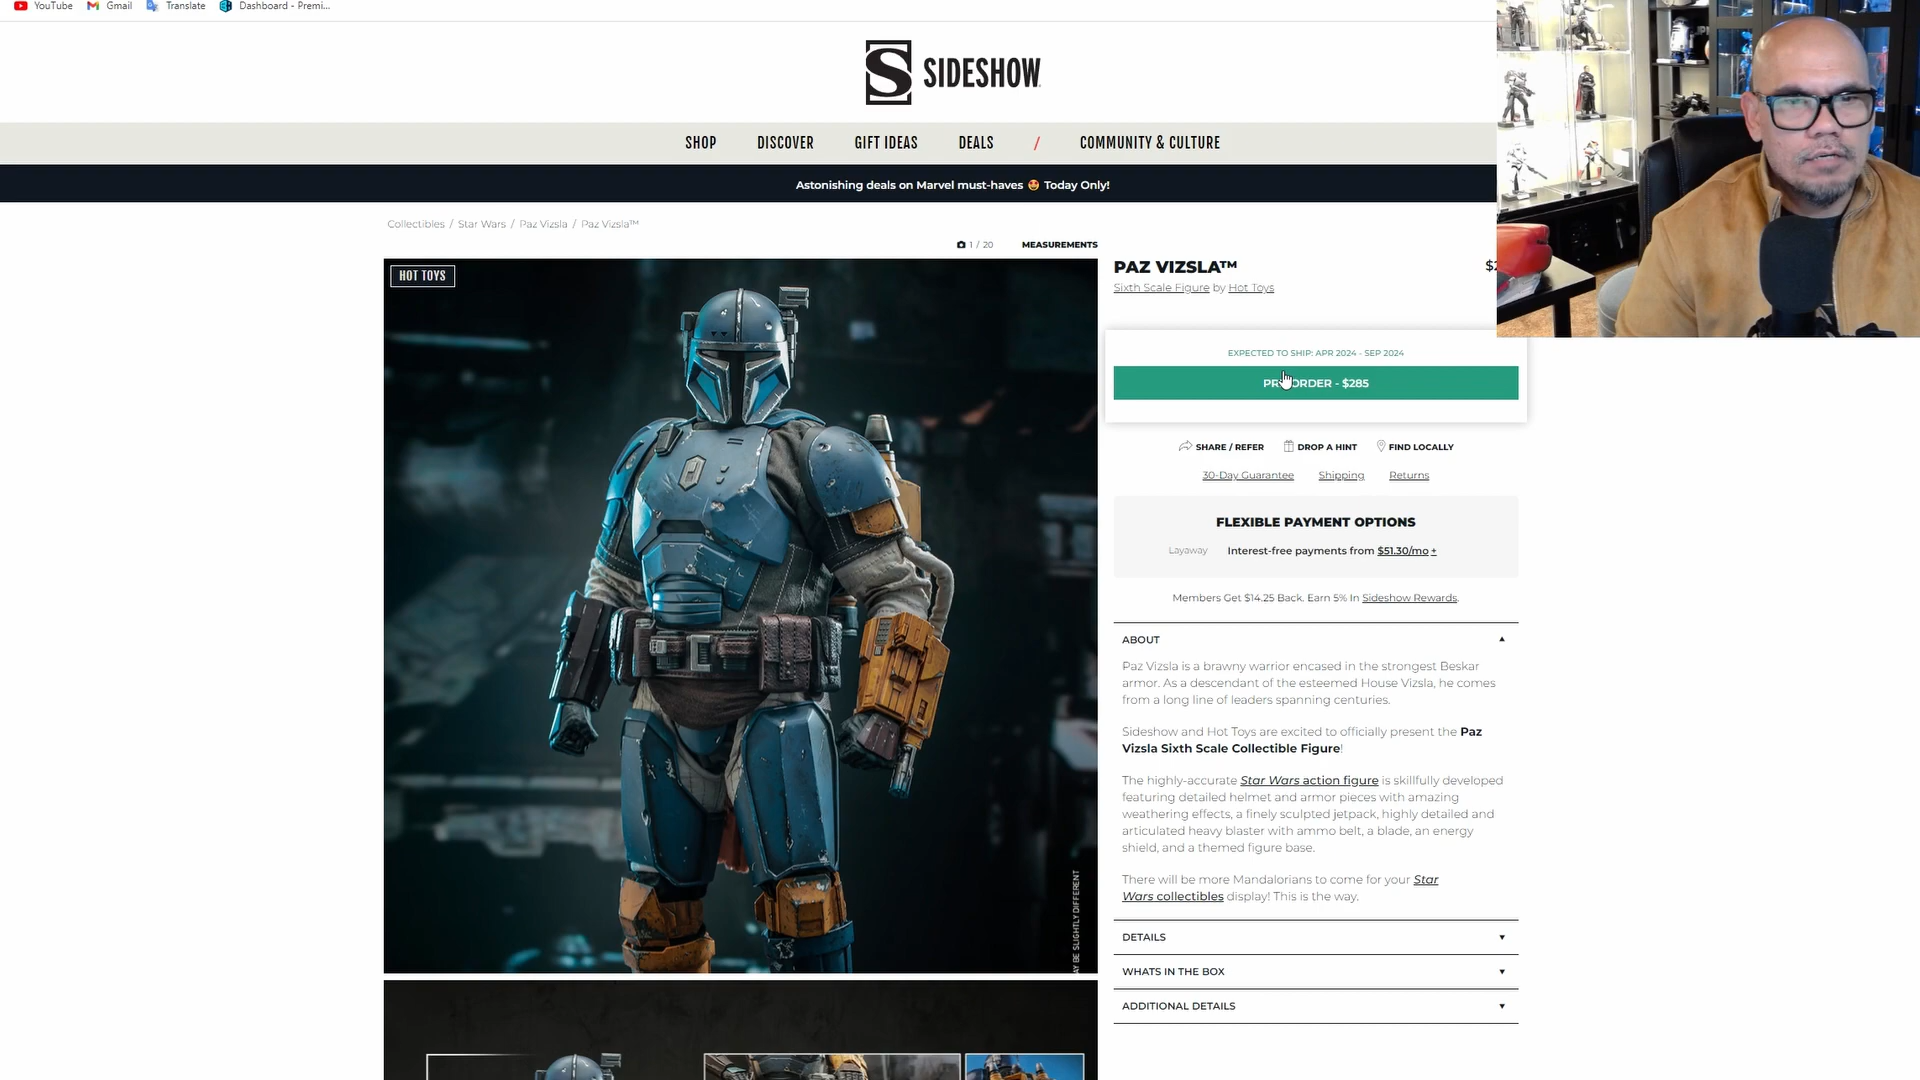 YouTube Gmail Translate Dashboard - Premi...
SIDESHOW
SHOP DISCOVER GIFT IDEAS DEALS / COMMUNITY & CULTURE
Astonishing deals on Marvel must-haves 😍 Today Only!
Collectibles / Star Wars / Paz Vizsla / Paz Vizsla™
1 / 20 MEASUREMENTS
HOT TOYS
PAZ VIZSLA™
Sixth Scale Figure by Hot Toys
EXPECTED TO SHIP: APR 2024 - SEP 2024
ORDER - $285
SHARE / REFER DROP A HINT FIND LOCALLY
30-Day Guarantee Shipping Returns
FLEXIBLE PAYMENT OPTIONS
Layaway Interest-free payments from $51.30/mo +
Members Get $14.25 Back. Earn 5% In Sideshow Rewards.
ABOUT
Paz Vizsla is a brawny warrior encased in the strongest Beskar
armor. As a descendant of the esteemed House Vizsla, he comes
from a long line of leaders spanning centuries.
Sideshow and Hot Toys are excited to officially present the Paz
Vizsla Sixth Scale Collectible Figure!
The highly-accurate Star Wars action figure is skillfully developed
featuring detailed helmet and armor pieces with amazing
weathering effects, a finely sculpted jetpack, highly detailed and
articulated heavy blaster with ammo belt, a blade, an energy
shield, and a themed figure base.
There will be more Mandalorians to come for your Star
Wars collectibles display! This is the way.
DETAILS
WHATS IN THE BOX
ADDITIONAL DETAILS
BE SLIGHTLY DIFFERENT